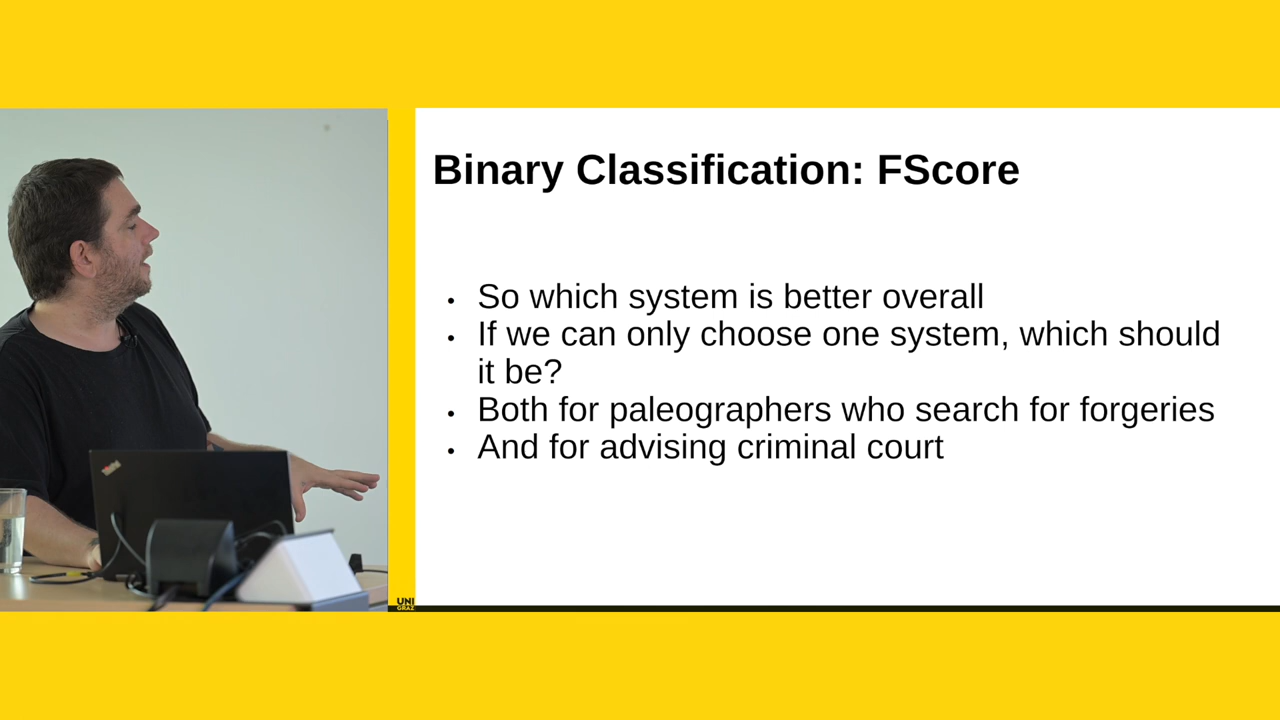 Binary Classification: FScore
• So which system is better overall
• If we can only choose one system, which should
it be?
• Both for paleographers who search for forgeries
• And for advising criminal court
UNI
GRAZ